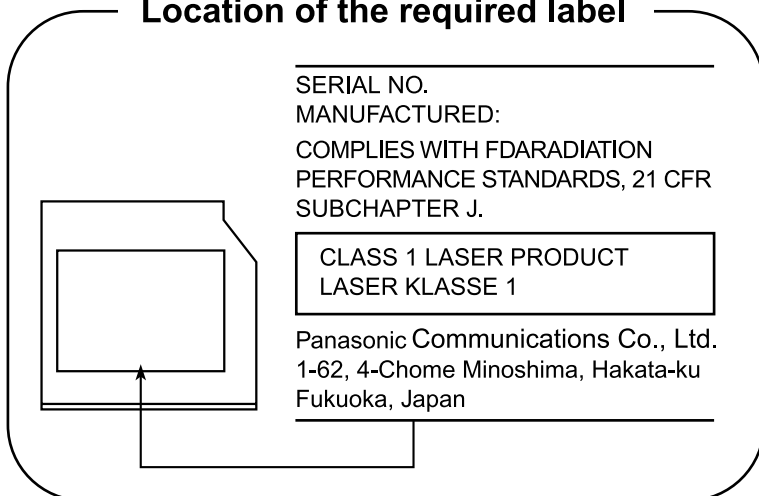 Location of the required label
SERIAL NO.
MANUFACTURED:
COMPLIES WITH FDARADIATION
PERFORMANCE STANDARDS, 21 CFR
SUBCHAPTER J.
CLASS 1 LASER PRODUCT
LASER KLASSE 1
Panasonic Communications Co., Ltd.
1-62, 4-Chome Minoshima, Hakata-ku
Fukuoka, Japan